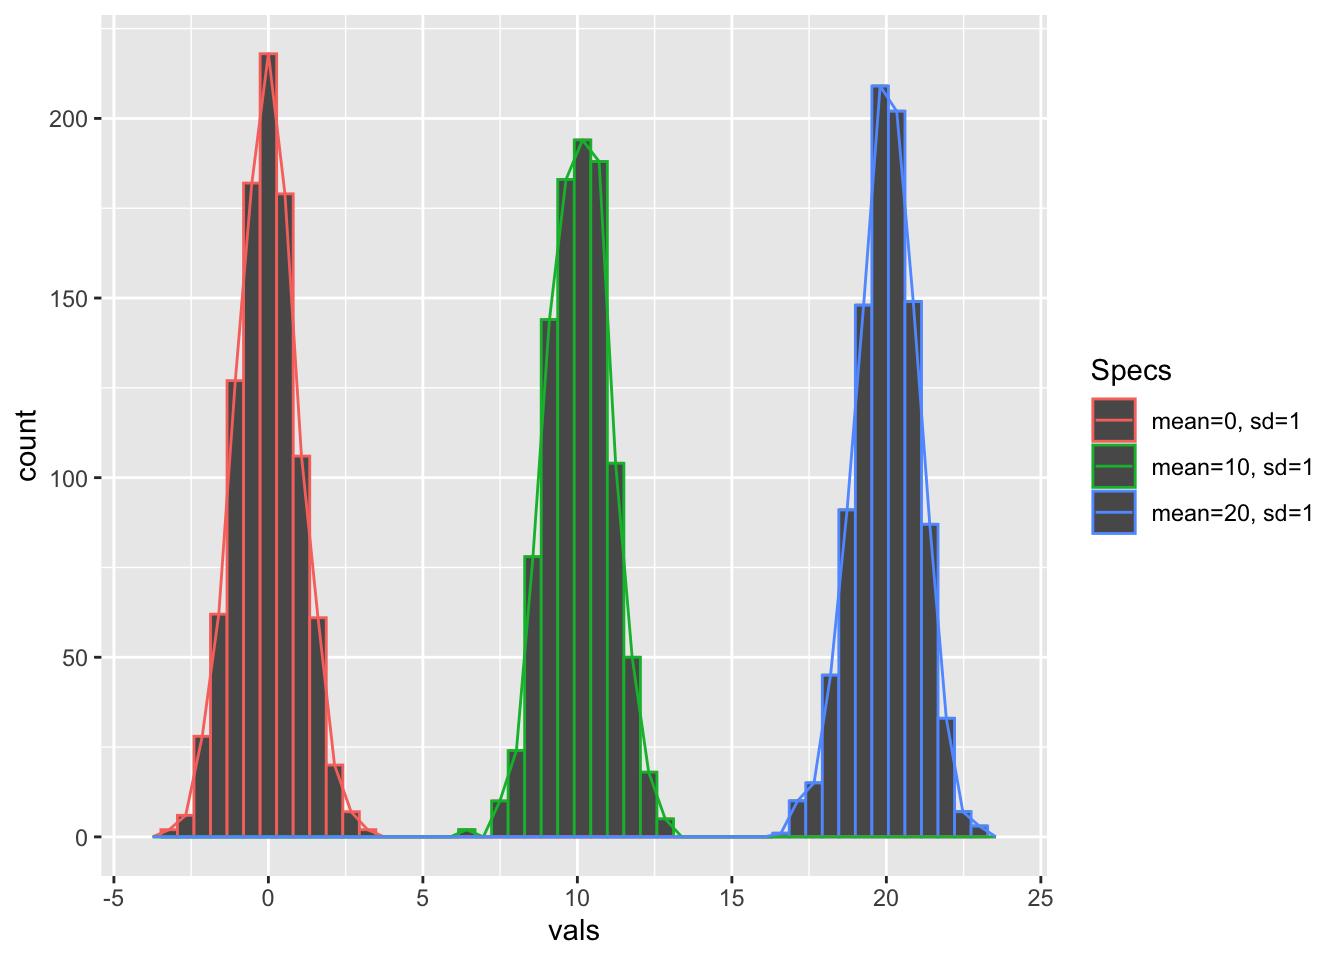 200
150
100
50
0
count
-5 0 5 10 15 20 25
vals
Specs
mean=0, sd=1
mean=10, sd=1
mean=20, sd=1